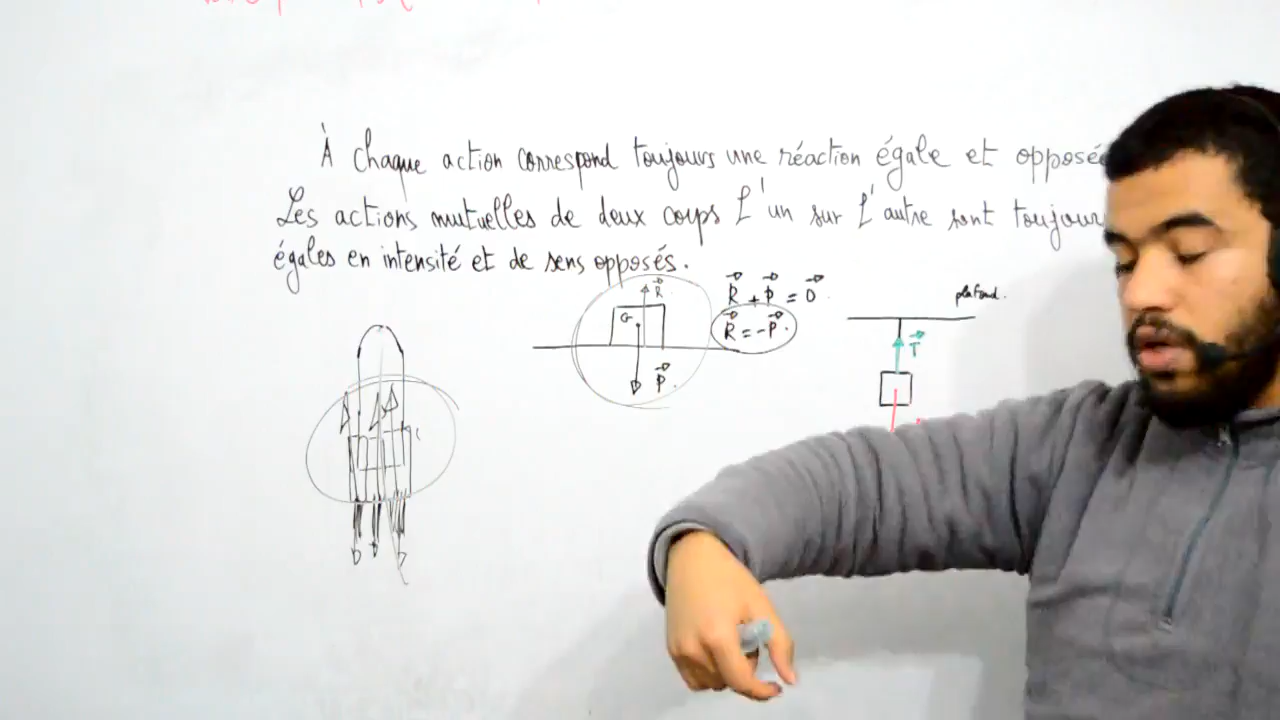 À chaque action correspond toujours une réaction égale et opposée
Les actions mutuelles de deux corps l'un sur l'autre sont toujours
égales en intensité et de sens opposés.
R
G
P.
R + P = 0
R = -P.
plafond.
T